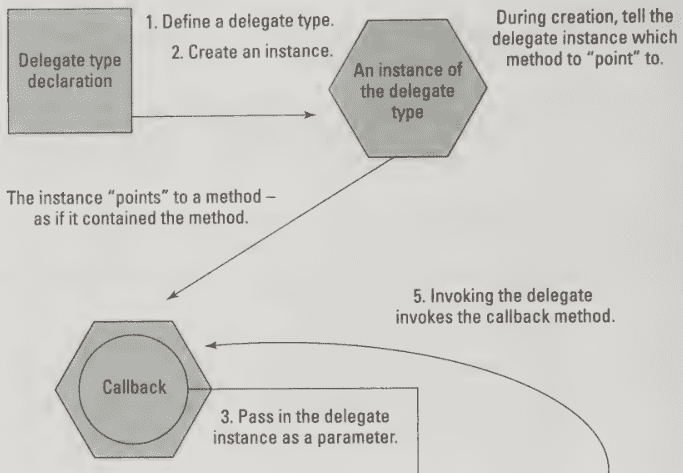 1. Define a delegate type.
2. Create an instance.
Delegate type
declaration
An instance of
the delegate
type
During creation, tell the
delegate instance which
method to "point" to.
The instance "points" to a method –
as if it contained the method.
5. Invoking the delegate
invokes the callback method.
Callback
3. Pass in the delegate
instance as a parameter.